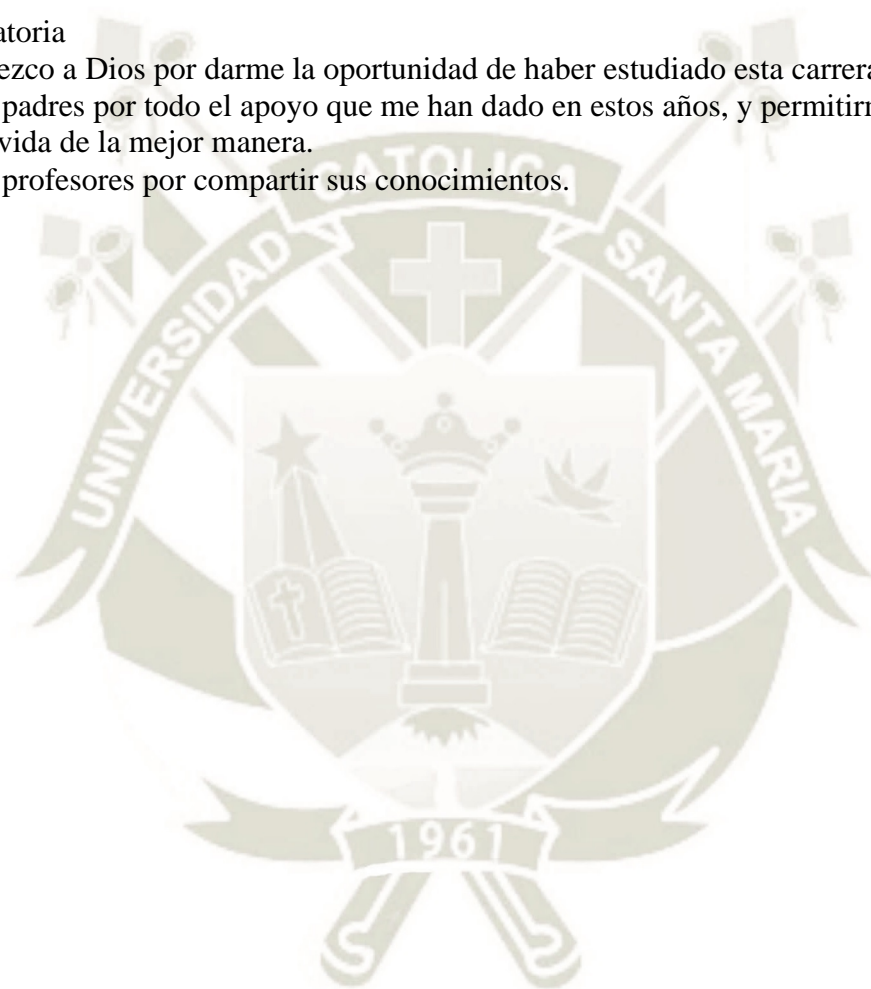 atoria
ezco a Dios por darme la oportunidad de haber estudiado esta carrera
padres por todo el apoyo que me han dado en estos años, y permitir
vida de la mejor manera.
profesores por compartir sus conocimientos.
UNIVERSIDAD CATOLICA SANTA MARIA
1961